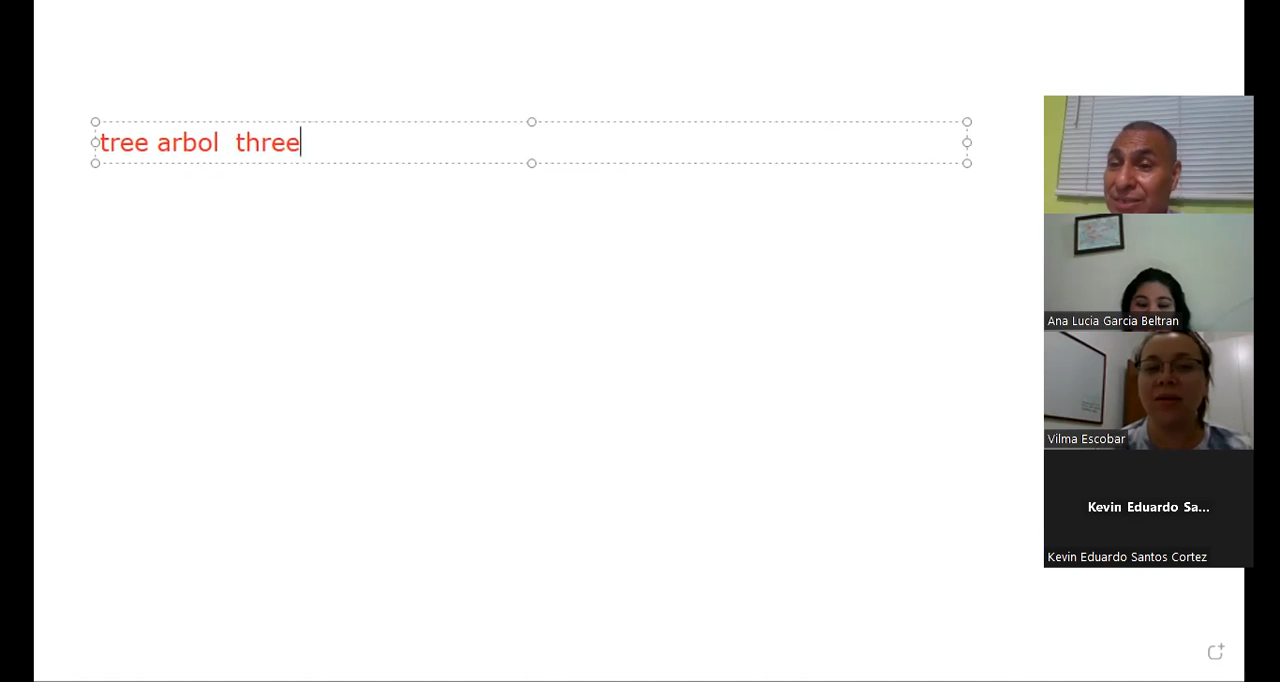 tree arbol  three
Ana Lucia Garcia Beltran
Vilma Escobar
Kevin Eduardo Sa...
Kevin Eduardo Santos Cortez